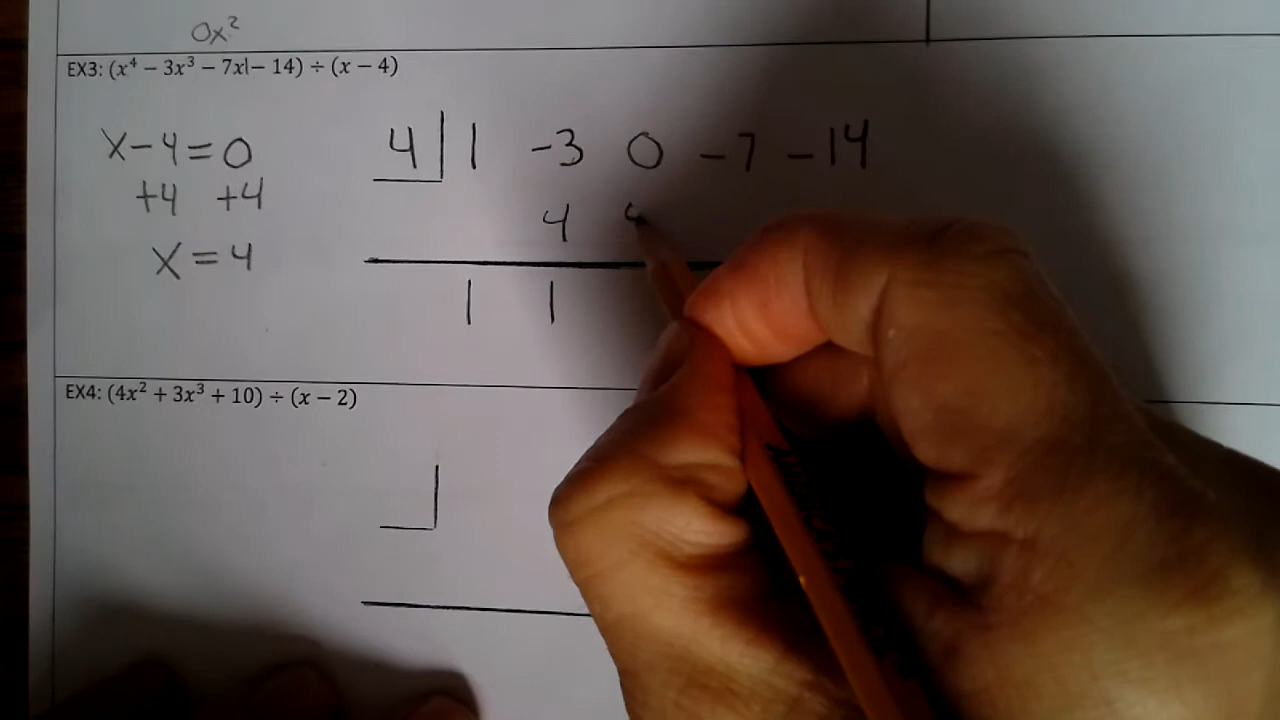 0x²
EX3: (x⁴ − 3x³ − 7x − 14) ÷ (x − 4)
x − 4 = 0
+4 +4
x = 4
4 1 -3 0 -7 -14
4 4
1 1
EX4: (4x² + 3x³ + 10) ÷ (x − 2)